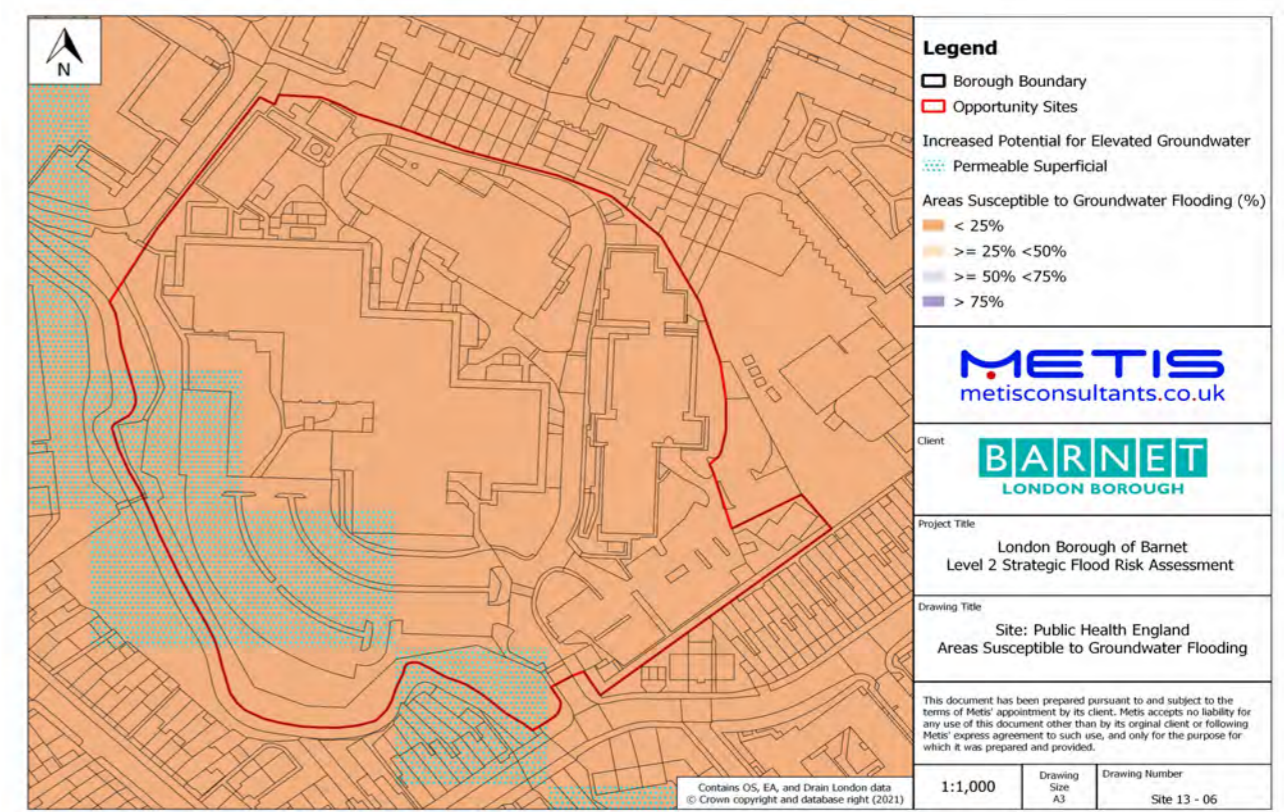 N
Legend
Borough Boundary
Opportunity Sites
Increased Potential for Elevated Groundwater
Permeable Superficial
Areas Susceptible to Groundwater Flooding (%)
< 25%
>= 25% <50%
>= 50% <75%
> 75%
METIS
metisconsultants.co.uk
Client
BARNET
LONDON BOROUGH
Project Title
London Borough of Barnet
Level 2 Strategic Flood Risk Assessment
Drawing Title
Site: Public Health England
Areas Susceptible to Groundwater Flooding
This document has been prepared pursuant to and subject to the
terms of Metis' appointment by its client. Metis accepts no liability for
any use of this document other than by its orginal client or following
Metis' express agreement to such use, and only for the purpose for
which it was prepared and provided.
Contains OS, EA, and Drain London data
© Crown copyright and database right (2021)
1:1,000
Drawing
Size
A3
Drawing Number
Site 13 - 06